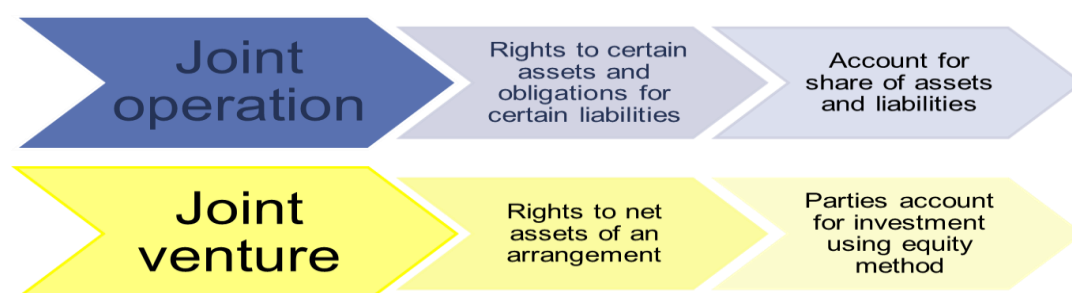 Joint
operation
Rights to certain
assets and
obligations for
certain liabilities
Account for
share of assets
and liabilities
Joint
venture
Rights to net
assets of an
arrangement
Parties account
for investment
using equity
method